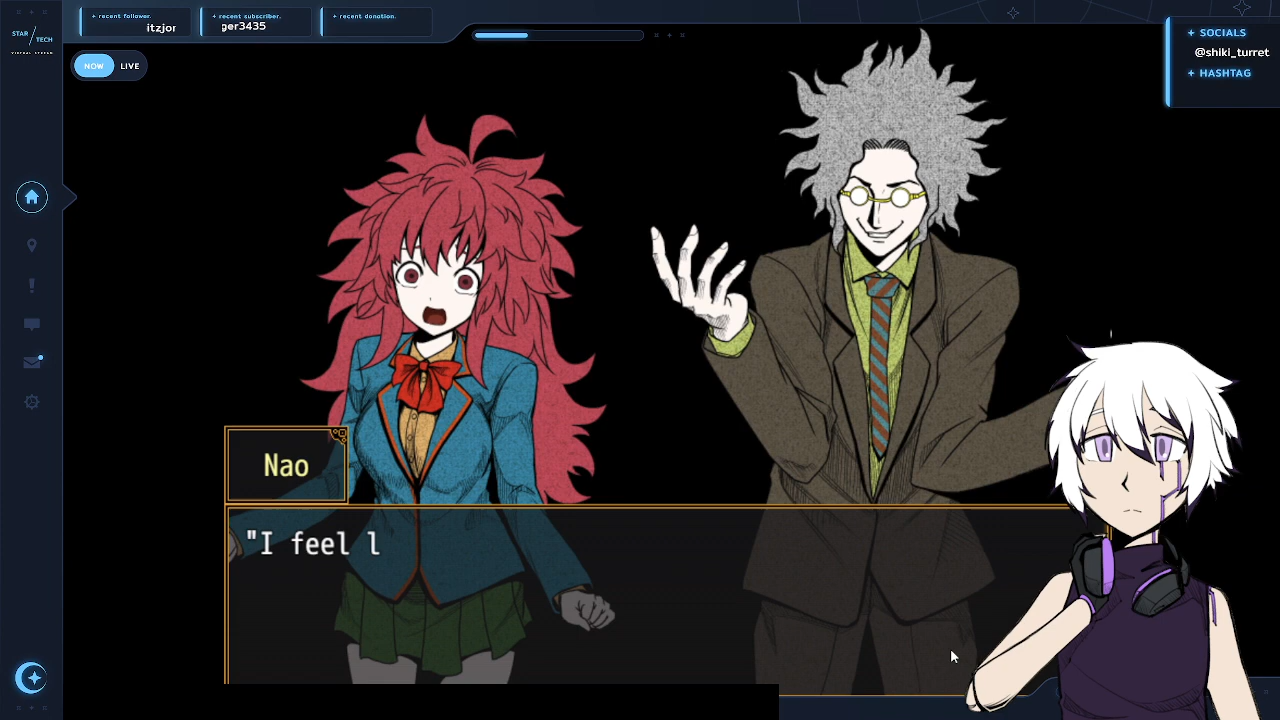 + recent follower.
itzjor
+ recent subscriber.
ger3435
+ recent donation.
STAR / TECH
NOW
LIVE
+ SOCIALS
@shiki_turret
+ HASHTAG
Nao
"I feel l